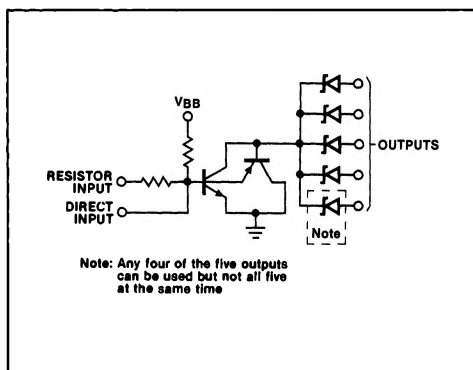 VBB
RESISTOR
INPUT
DIRECT
INPUT
OUTPUTS
Note
Note: Any four of the five outputs
can be used but not all five
at the same time